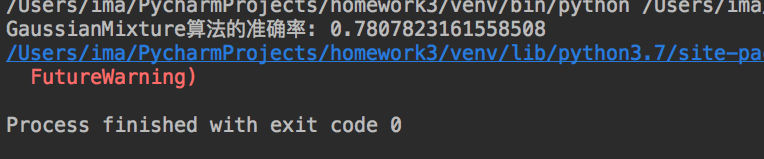 /Users/ima/PycharmProjects/homework3/venv/bin/python /Users/ima
GaussianMixture算法的准确率: 0.7807823161558508
/Users/ima/PycharmProjects/homework3/venv/lib/python3.7/site-pa
FutureWarning)
Process finished with exit code 0